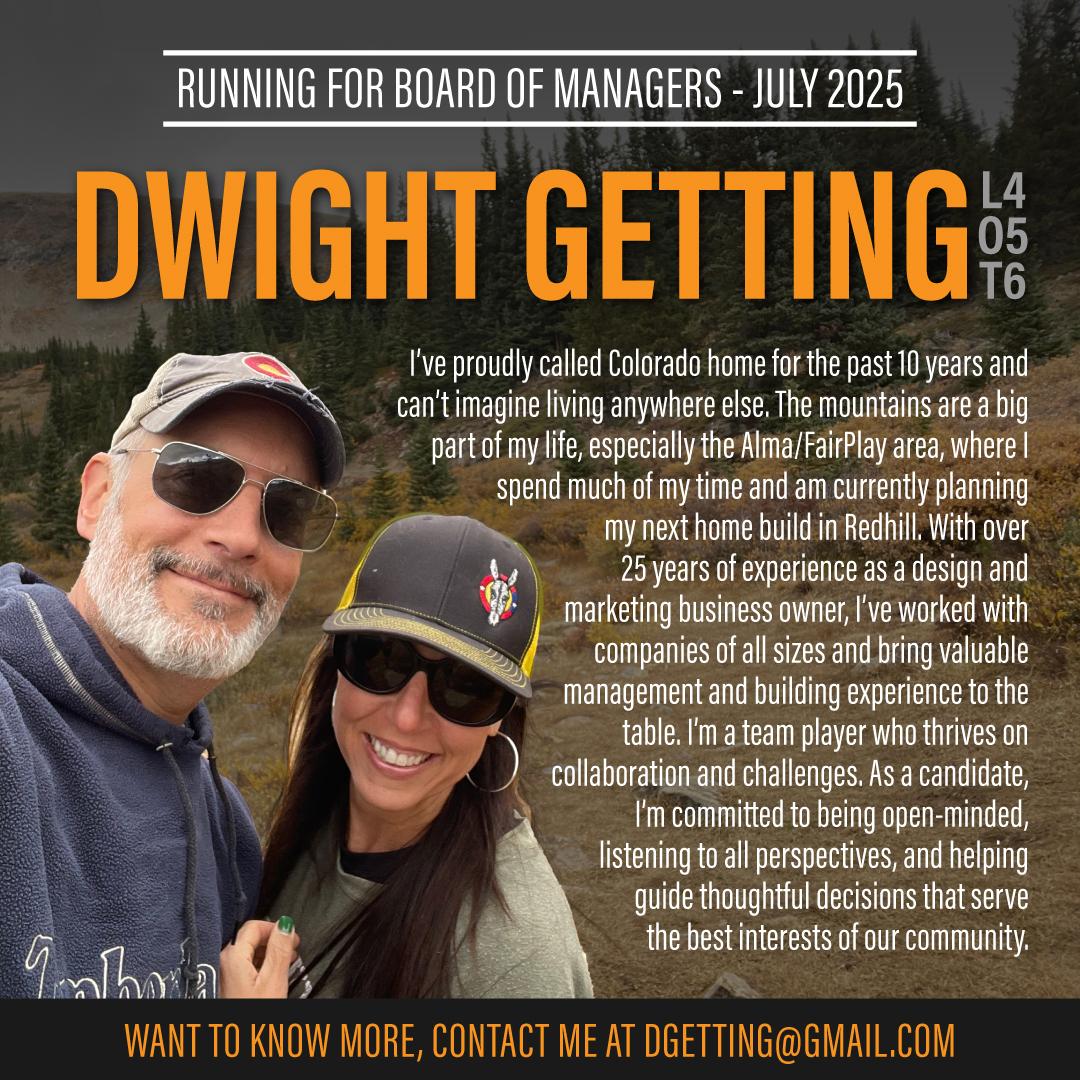 RUNNING FOR BOARD OF MANAGERS - JULY 2025
DWIGHT GETTING
L4
O5
T6
I've proudly called Colorado home for the past 10 years and
can't imagine living anywhere else. The mountains are a big
part of my life, especially the Alma/FairPlay area, where I
spend much of my time and am currently planning
my next home build in Redhill. With over
25 years of experience as a design and
marketing business owner, I've worked with
companies of all sizes and bring valuable
management and building experience to the
table. I'm a team player who thrives on
collaboration and challenges. As a candidate,
I'm committed to being open-minded,
listening to all perspectives, and helping
guide thoughtful decisions that serve
the best interests of our community.
WANT TO KNOW MORE, CONTACT ME AT DGETTING@GMAIL.COM